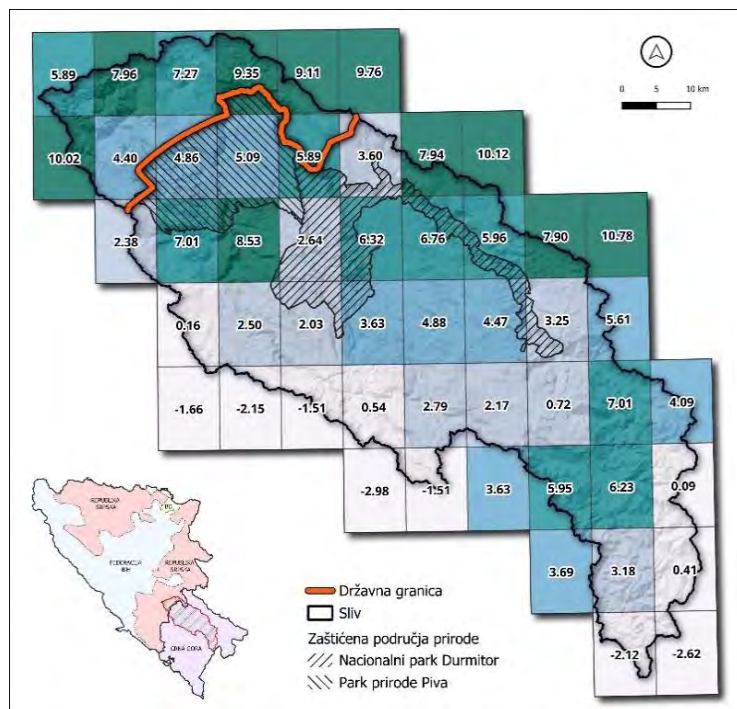 5.89 7.96 7.27 9.35 9.11 9.76
0 5 10 km
10.02 4.40 4.86 5.09 5.89 3.60 7.94 10.12
2.38 7.01 8.53 2.64 6.32 6.76 5.96 7.90 10.78
0.16 2.50 2.03 3.63 4.88 4.47 3.25 5.61
-1.66 -2.15 -1.51 0.54 2.79 2.17 0.72 7.01 4.09
-2.98 -1.51 3.63 5.95 6.23 0.09
3.69 3.18 0.41
-2.12 -2.62
REPUBLIKA
SRPSKA
FEDERACIJA
BIH
REPUBLIKA
SRPSKA
CRNA GORA
Državna granica
Sliv
Zaštićena područja prirode
Nacionalni park Durmitor
Park prirode Piva